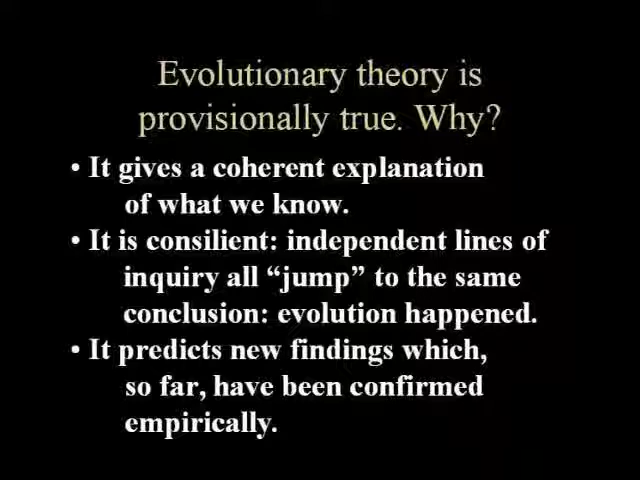 Evolutionary theory is
provisionally true. Why?
• It gives a coherent explanation
of what we know.
• It is consilient: independent lines of
inquiry all “jump” to the same
conclusion: evolution happened.
• It predicts new findings which,
so far, have been confirmed
empirically.